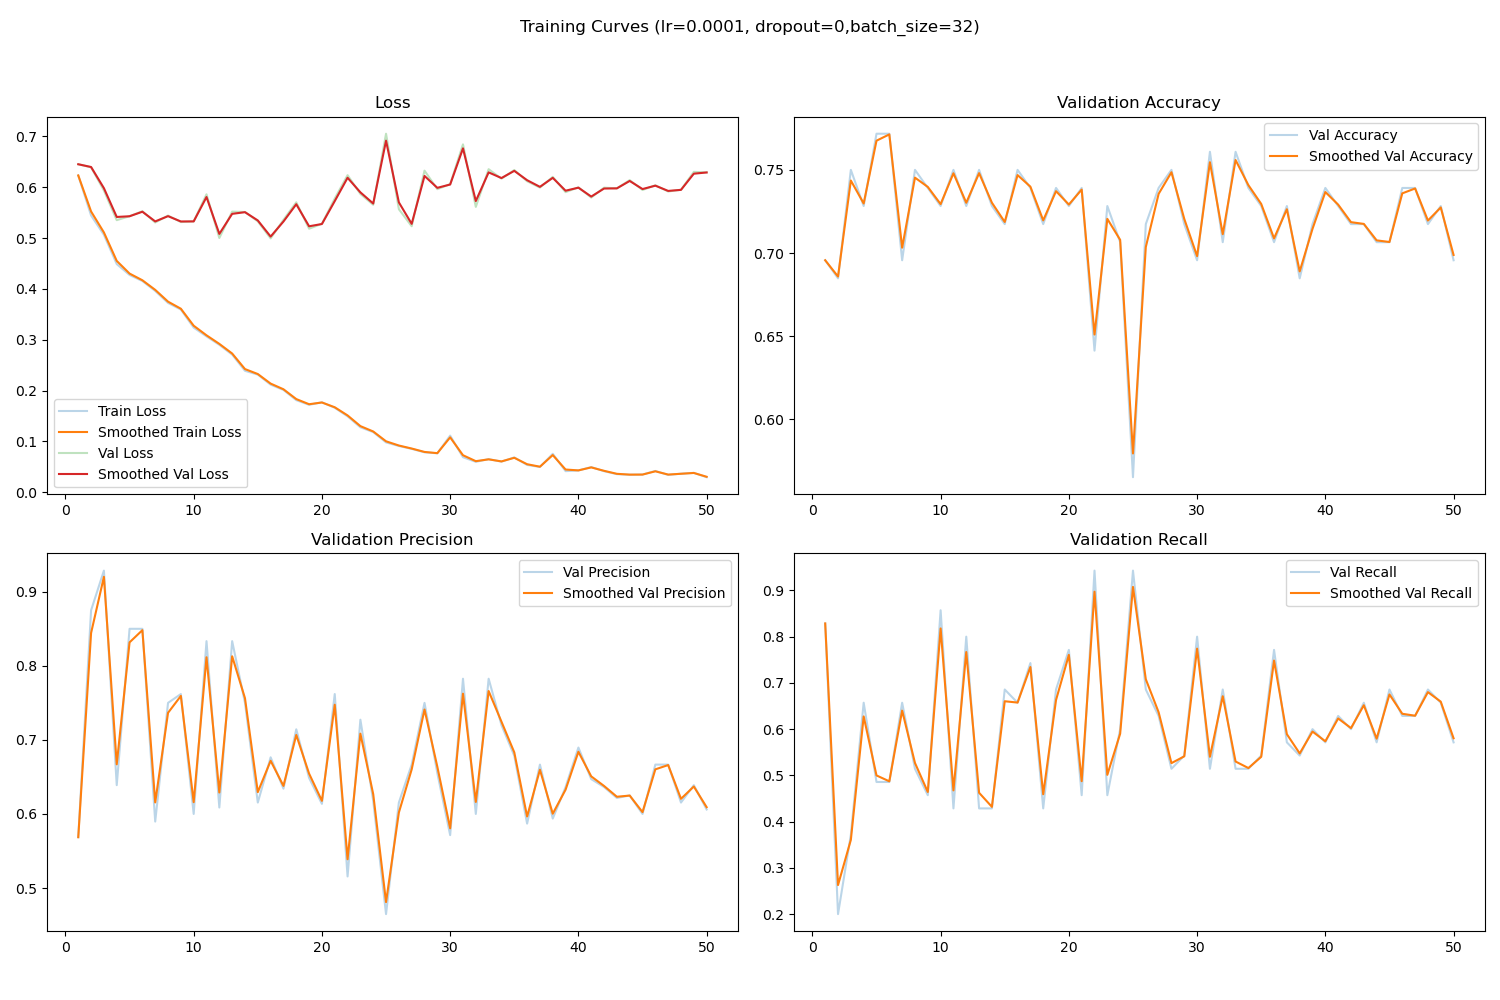 Training Curves (lr=0.0001, dropout=0,batch_size=32)
Loss
0.7
0.6
0.5
0.4
0.3
0.2
0.1
0.0
Train Loss
Smoothed Train Loss
Val Loss
Smoothed Val Loss
0 10 20 30 40 50
Validation Accuracy
0.75
0.70
0.65
0.60
Val Accuracy
Smoothed Val Accuracy
0 10 20 30 40 50
Validation Precision
0.9
0.8
0.7
0.6
0.5
Val Precision
Smoothed Val Precision
0 10 20 30 40 50
Validation Recall
0.9
0.8
0.7
0.6
0.5
0.4
0.3
0.2
Val Recall
Smoothed Val Recall
0 10 20 30 40 50